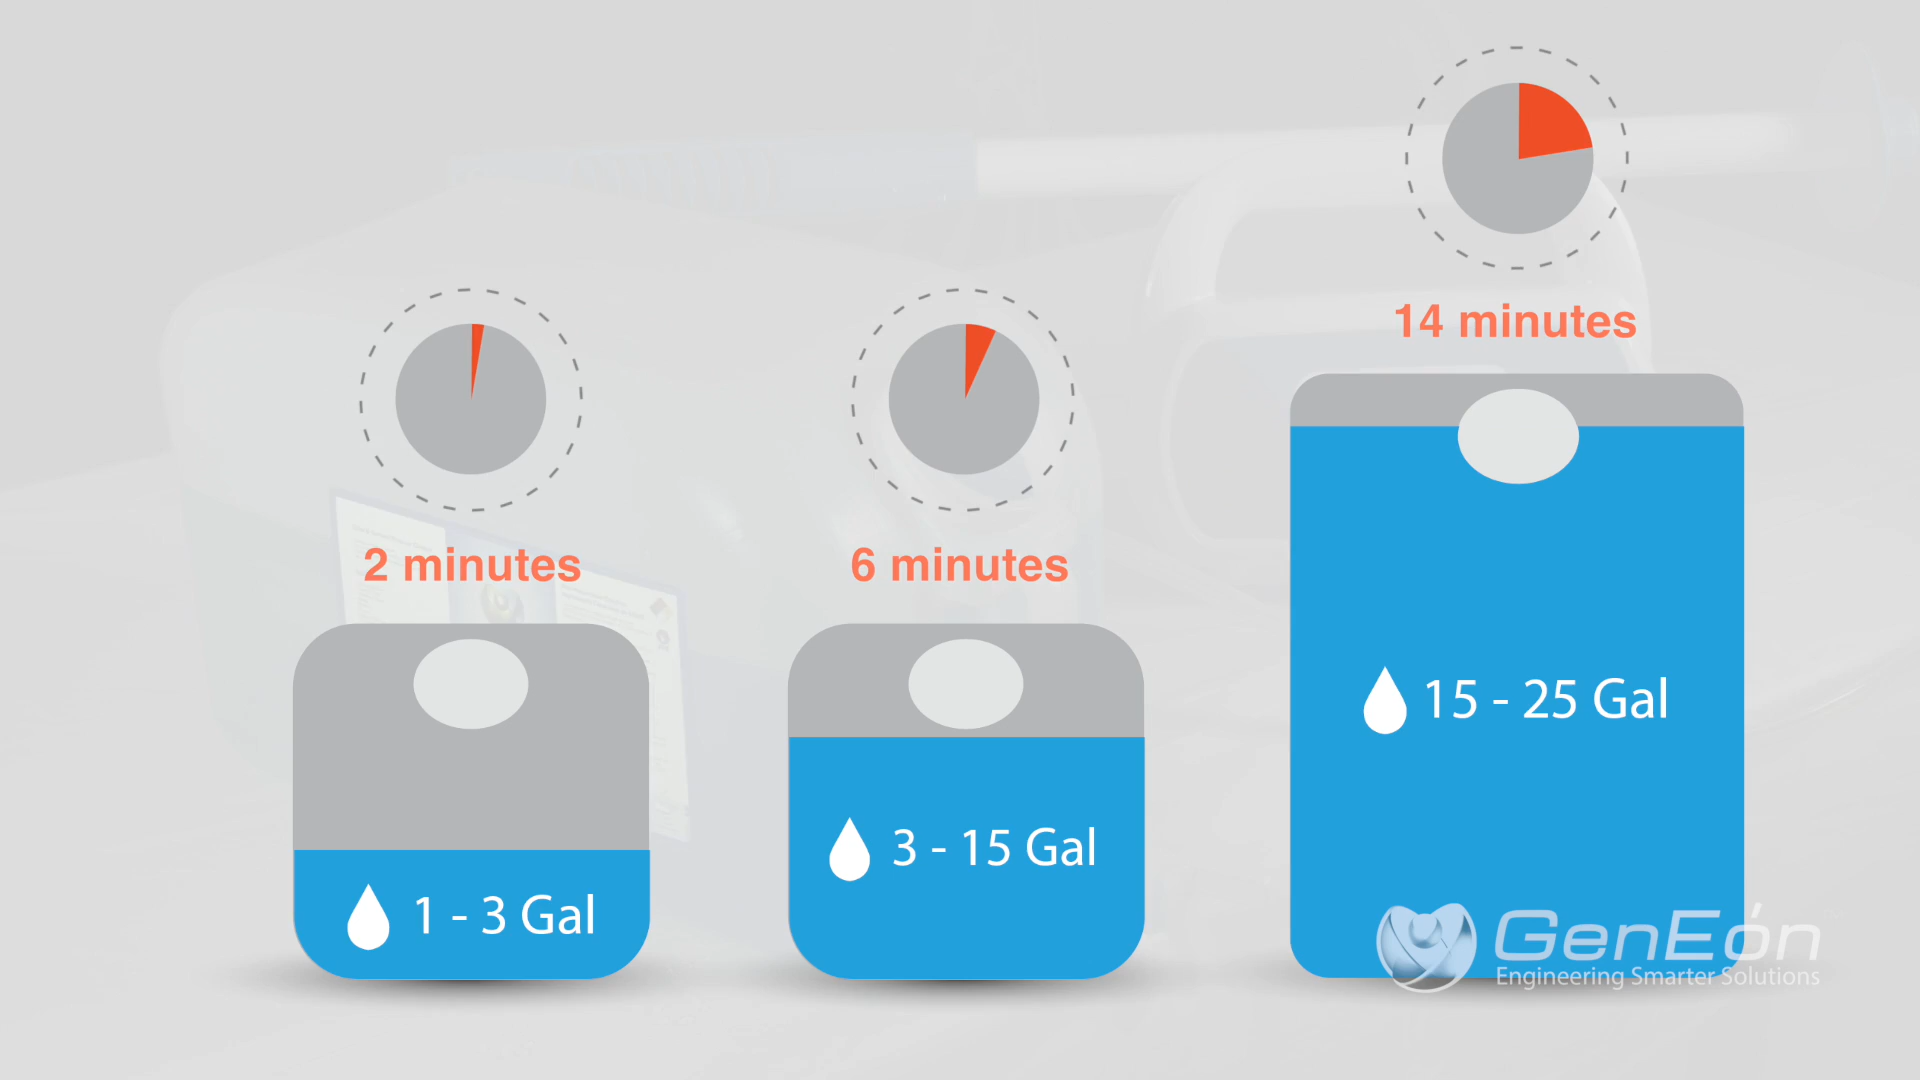 14 minutes
2 minutes
6 minutes
15 - 25 Gal
3 - 15 Gal
1 - 3 Gal
GenEón
Engineering Smarter Solutions